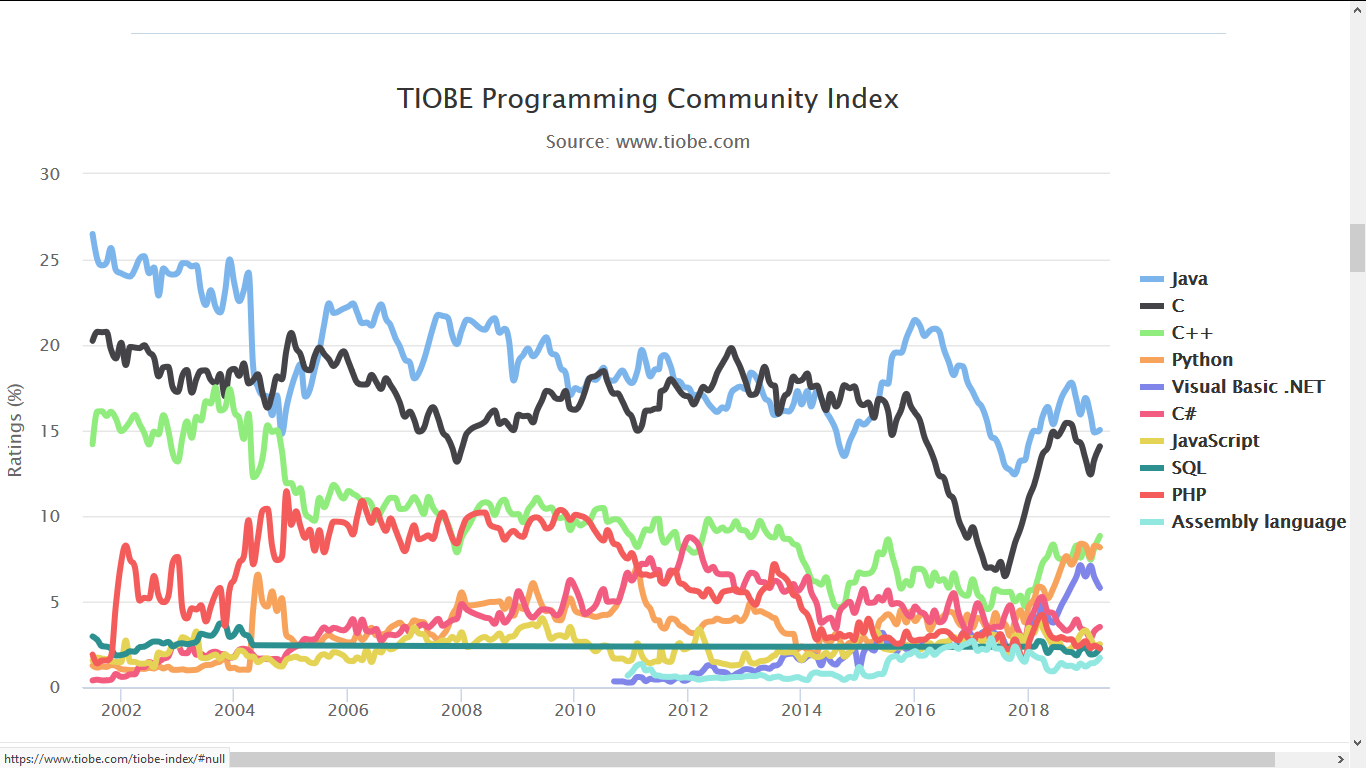 TIOBE Programming Community Index
Source: www.tiobe.com
Ratings (%)
30
25
20
15
10
5
0
2002 2004 2006 2008 2010 2012 2014 2016 2018
Java
C
C++
Python
Visual Basic .NET
C#
JavaScript
SQL
PHP
Assembly language
https://www.tiobe.com/tiobe-index/#null